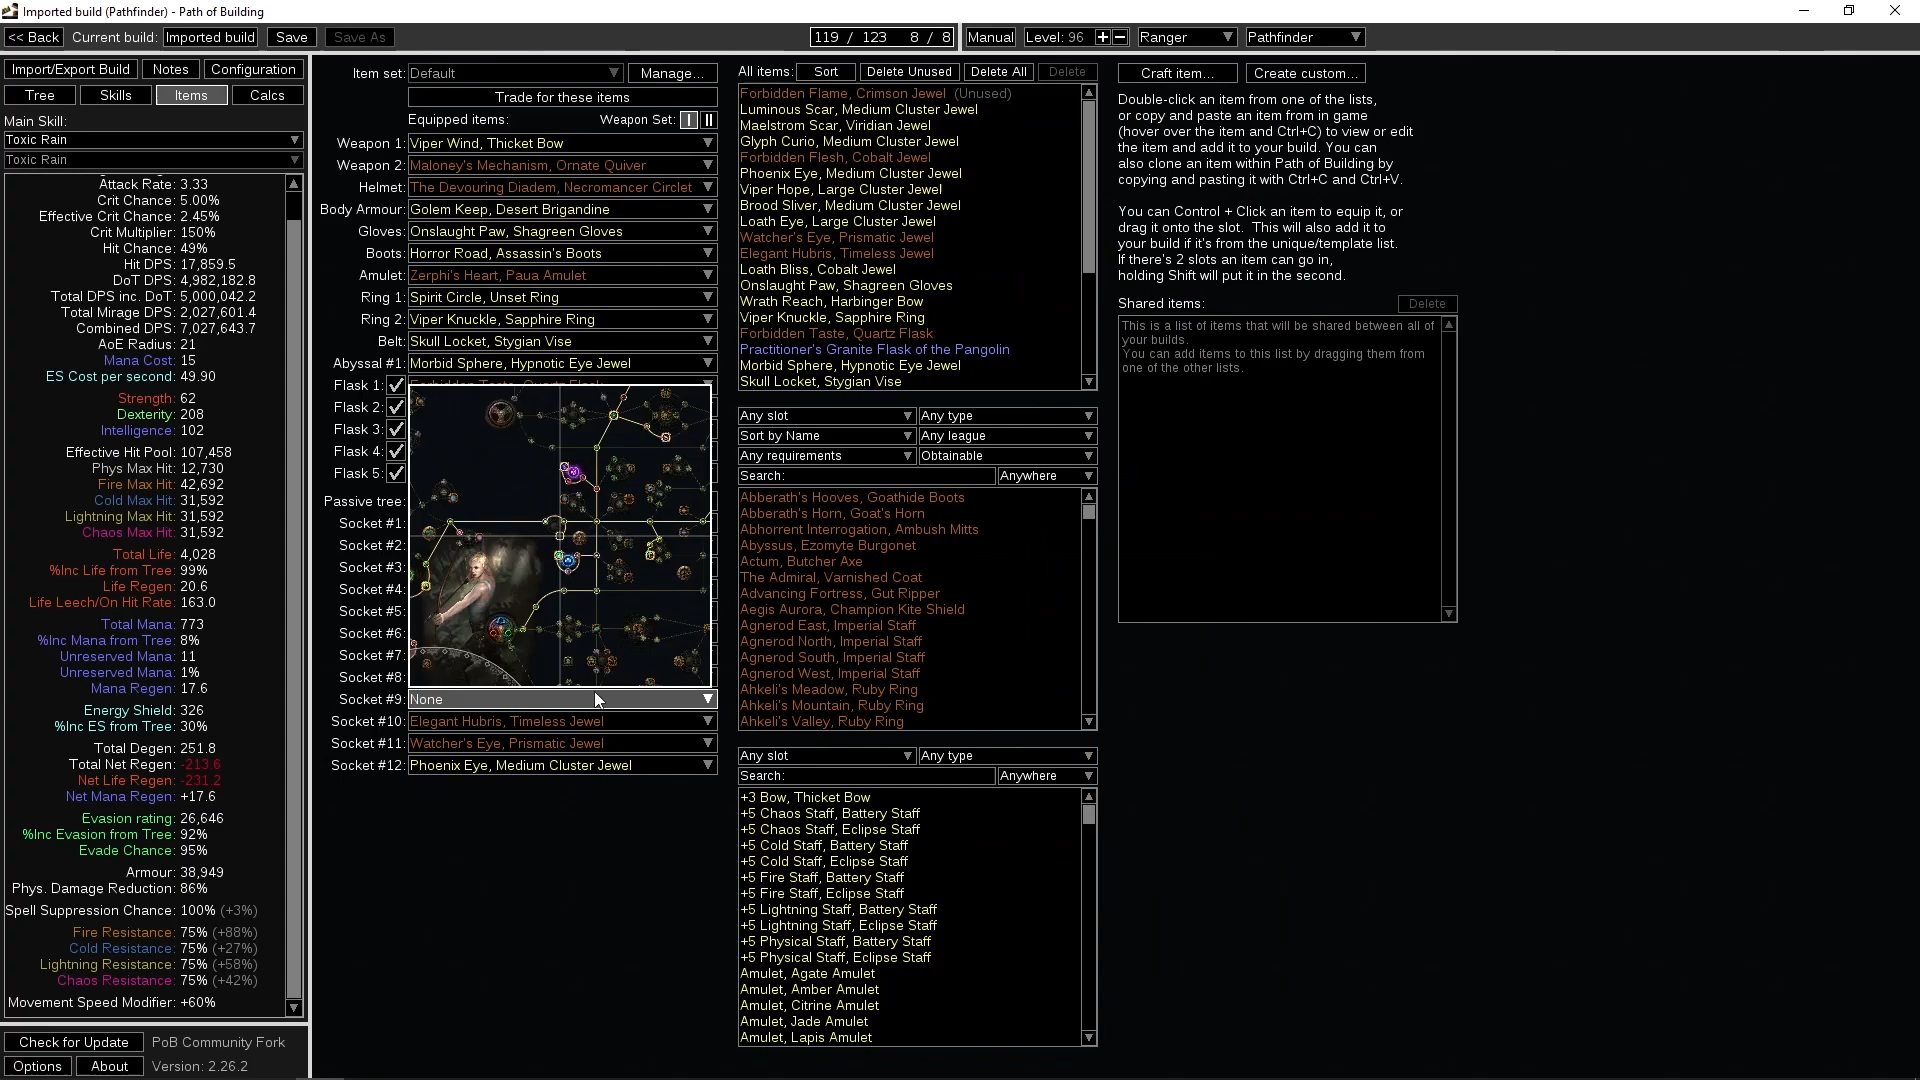 Imported build (Pathfinder) - Path of Building
<< Back
Current build:
Imported build
Save
Save As
119 / 123 8 / 8
Manual
Level: 96
+
-
Ranger
Pathfinder
Import/Export Build
Notes
Configuration
Tree
Skills
Items
Calcs
Main Skill:
Toxic Rain
Toxic Rain
Attack Rate: 3.33
Crit Chance: 5.00%
Effective Crit Chance: 2.45%
Crit Multiplier: 150%
Hit Chance: 49%
Hit DPS: 17,859.5
DoT DPS: 4,982,182.8
Total DPS inc. DoT: 5,000,042.2
Total Mirage DPS: 2,027,601.4
Combined DPS: 7,027,643.7
AoE Radius: 21
Mana Cost: 15
ES Cost per second: 49.90
Strength: 62
Dexterity: 208
Intelligence: 102
Effective Hit Pool: 107,458
Phys Max Hit: 12,730
Fire Max Hit: 42,692
Cold Max Hit: 31,592
Lightning Max Hit: 31,592
Chaos Max Hit: 31,592
Total Life: 4,028
%Inc Life from Tree: 99%
Life Regen: 20.6
Life Leech/On Hit Rate: 163.0
Total Mana: 773
%Inc Mana from Tree: 8%
Unreserved Mana: 11
Unreserved Mana: 1%
Mana Regen: 17.6
Energy Shield: 326
%Inc ES from Tree: 30%
Total Degen: 251.8
Total Net Regen: -213.6
Net Life Regen: -231.2
Net Mana Regen: +17.6
Evasion rating: 26,646
%Inc Evasion from Tree: 92%
Evade Chance: 95%
Armour: 38,949
Phys. Damage Reduction: 86%
Spell Suppression Chance: 100% (+3%)
Fire Resistance: 75% (+88%)
Cold Resistance: 75% (+27%)
Lightning Resistance: 75% (+58%)
Chaos Resistance: 75% (+42%)
Movement Speed Modifier: +60%
Check for Update
PoB Community Fork
Options
About
Version: 2.26.2
Item set: Default
Manage...
Trade for these items
Equipped items:
Weapon Set: I II
Weapon 1: Viper Wind, Thicket Bow
Weapon 2: Maloney's Mechanism, Ornate Quiver
Helmet: The Devouring Diadem, Necromancer Circlet
Body Armour: Golem Keep, Desert Brigandine
Gloves: Onslaught Paw, Shagreen Gloves
Boots: Horror Road, Assassin's Boots
Amulet: Zerphi's Heart, Paua Amulet
Ring 1: Spirit Circle, Unset Ring
Ring 2: Viper Knuckle, Sapphire Ring
Belt: Skull Locket, Stygian Vise
Abyssal #1: Morbid Sphere, Hypnotic Eye Jewel
Flask 1: Forbidden Taste, Quartz Flask
Flask 2:
Flask 3:
Flask 4:
Flask 5:
Passive tree:
Socket #1:
Socket #2:
Socket #3:
Socket #4:
Socket #5:
Socket #6:
Socket #7:
Socket #8:
Socket #9: None
Socket #10: Elegant Hubris, Timeless Jewel
Socket #11: Watcher's Eye, Prismatic Jewel
Socket #12: Phoenix Eye, Medium Cluster Jewel
All items:
Sort
Delete Unused
Delete All
Delete
Forbidden Flame, Crimson Jewel (Unused)
Luminous Scar, Medium Cluster Jewel
Maelstrom Scar, Viridian Jewel
Glyph Curio, Medium Cluster Jewel
Forbidden Flesh, Cobalt Jewel
Phoenix Eye, Medium Cluster Jewel
Viper Hope, Large Cluster Jewel
Brood Sliver, Medium Cluster Jewel
Loath Eye, Large Cluster Jewel
Watcher's Eye, Prismatic Jewel
Elegant Hubris, Timeless Jewel
Loath Bliss, Cobalt Jewel
Onslaught Paw, Shagreen Gloves
Wrath Reach, Harbinger Bow
Viper Knuckle, Sapphire Ring
Forbidden Taste, Quartz Flask
Practitioner's Granite Flask of the Pangolin
Morbid Sphere, Hypnotic Eye Jewel
Skull Locket, Stygian Vise
Any slot
Any type
Sort by Name
Any league
Any requirements
Obtainable
Search:
Anywhere
Abberath's Hooves, Goathide Boots
Abberath's Horn, Goat's Horn
Abhorrent Interrogation, Ambush Mitts
Abyssus, Ezomyte Burgonet
Actum, Butcher Axe
The Admiral, Varnished Coat
Advancing Fortress, Gut Ripper
Aegis Aurora, Champion Kite Shield
Agnerod East, Imperial Staff
Agnerod North, Imperial Staff
Agnerod South, Imperial Staff
Agnerod West, Imperial Staff
Ahkeli's Meadow, Ruby Ring
Ahkeli's Mountain, Ruby Ring
Ahkeli's Valley, Ruby Ring
Any slot
Any type
Search:
Anywhere
+3 Bow, Thicket Bow
+5 Chaos Staff, Battery Staff
+5 Chaos Staff, Eclipse Staff
+5 Cold Staff, Battery Staff
+5 Cold Staff, Eclipse Staff
+5 Fire Staff, Battery Staff
+5 Fire Staff, Eclipse Staff
+5 Lightning Staff, Battery Staff
+5 Lightning Staff, Eclipse Staff
+5 Physical Staff, Battery Staff
+5 Physical Staff, Eclipse Staff
Amulet, Agate Amulet
Amulet, Amber Amulet
Amulet, Citrine Amulet
Amulet, Jade Amulet
Amulet, Lapis Amulet
Craft item...
Create custom...
Double-click an item from one of the lists,
or copy and paste an item from in game
(hover over the item and Ctrl+C) to view or edit
the item and add it to your build. You can
also clone an item within Path of Building by
copying and pasting it with Ctrl+C and Ctrl+V.
You can Control + Click an item to equip it, or
drag it onto the slot. This will also add it to
your build if it's from the unique/template list.
If there's 2 slots an item can go in,
holding Shift will put it in the second.
Shared items:
Delete
This is a list of items that will be shared between all of
your builds.
You can add items to this list by dragging them from
one of the other lists.